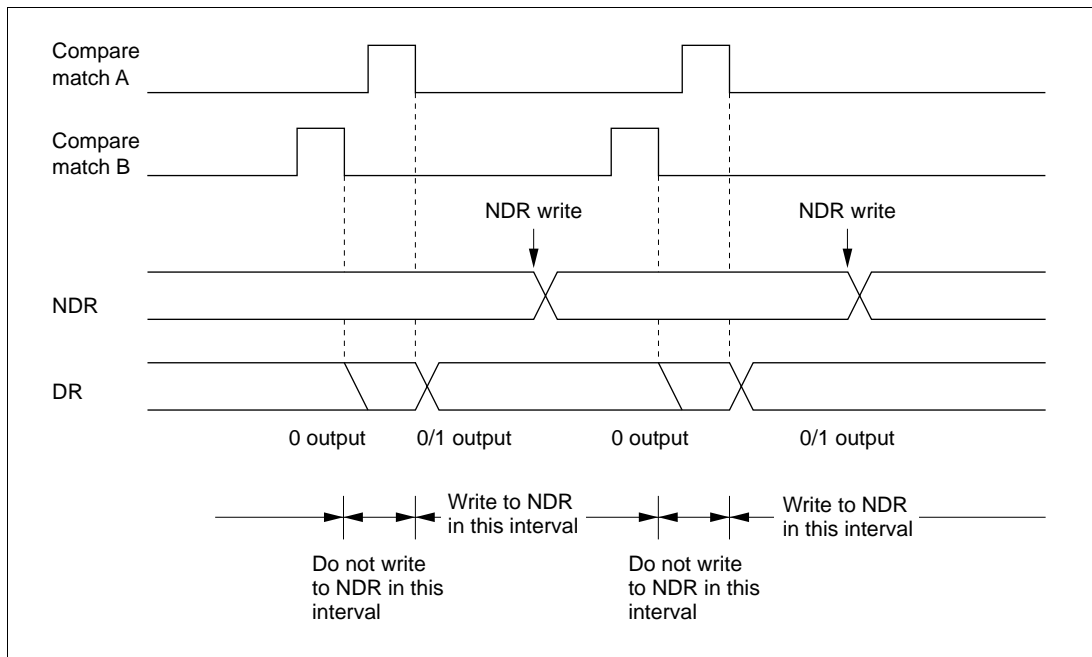 Compare
match A
Compare
match B
NDR write
NDR write
NDR
DR
0 output
0/1 output
0 output
0/1 output
Write to NDR
in this interval
Write to NDR
in this interval
Do not write
to NDR in this
interval
Do not write
to NDR in this
interval